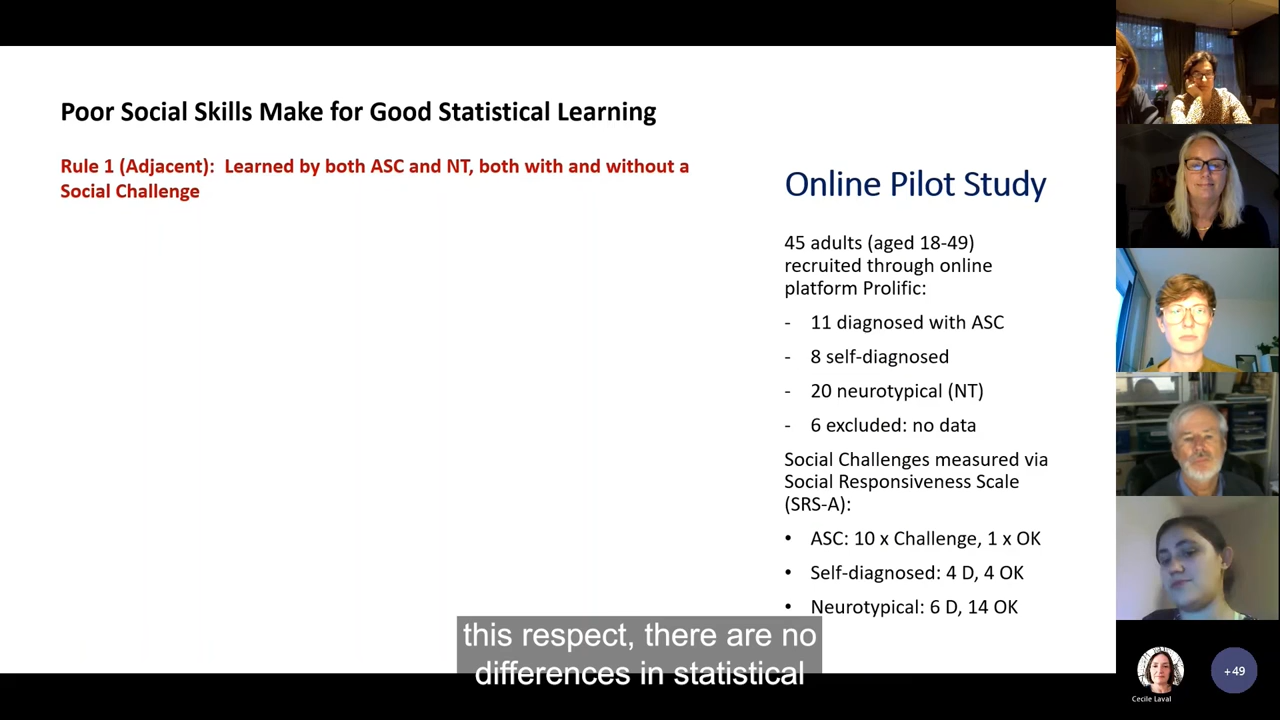 Poor Social Skills Make for Good Statistical Learning
Rule 1 (Adjacent): Learned by both ASC and NT, both with and without a
Social Challenge
Online Pilot Study
45 adults (aged 18-49)
recruited through online
platform Prolific:
- 11 diagnosed with ASC
- 8 self-diagnosed
- 20 neurotypical (NT)
- 6 excluded: no data
Social Challenges measured via
Social Responsiveness Scale
(SRS-A):
• ASC: 10 x Challenge, 1 x OK
• Self-diagnosed: 4 D, 4 OK
• Neurotypical: 6 D, 14 OK
this respect, there are no
differences in statistical
Cecile Laval
+49